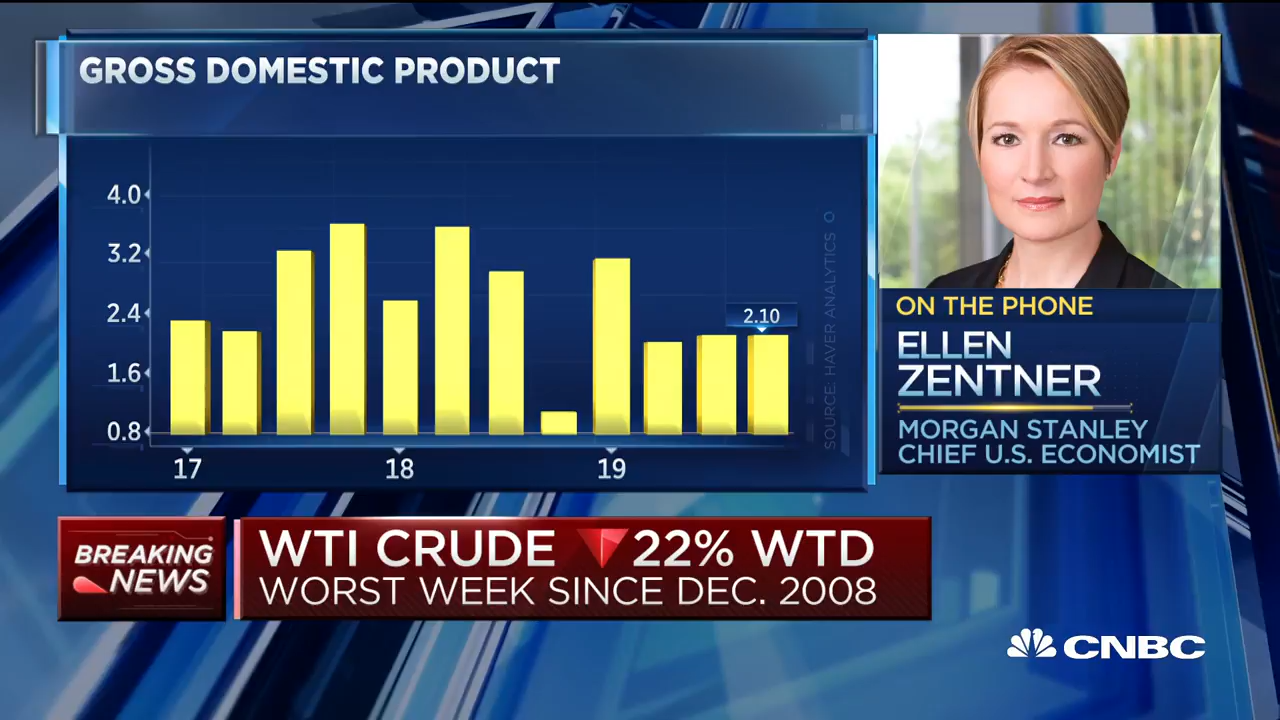 GROSS DOMESTIC PRODUCT
4.0
3.2
2.4
1.6
0.8
2.10
17
18
19
SOURCE: HAVER ANALYTICS
ON THE PHONE
ELLEN
ZENTNER
MORGAN STANLEY
CHIEF U.S. ECONOMIST
BREAKING
NEWS
WTI CRUDE ▼22% WTD
WORST WEEK SINCE DEC. 2008
CNBC